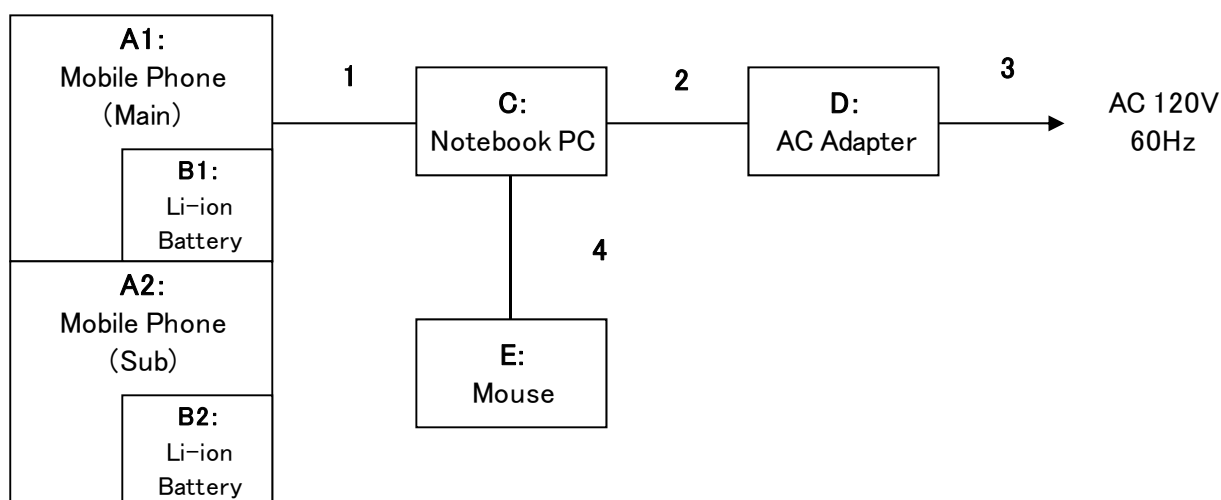 A1:
Mobile Phone
(Main)
B1:
Li-ion
Battery
A2:
Mobile Phone
(Sub)
B2:
Li-ion
Battery
1
C:
Notebook PC
2
D:
AC Adapter
3
AC 120V
60Hz
4
E:
Mouse